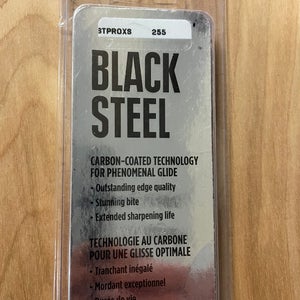 BTPROXS 255
BLACK
STEEL
CARBON-COATED TECHNOLOGY
FOR PHENOMENAL GLIDE
- Outstanding edge quality
- Stunning bite
- Extended sharpening life
TECHNOLOGIE AU CARBONE
POUR UNE GLISSE OPTIMALE
- Tranchant inégalé
- Mordant exceptionnel